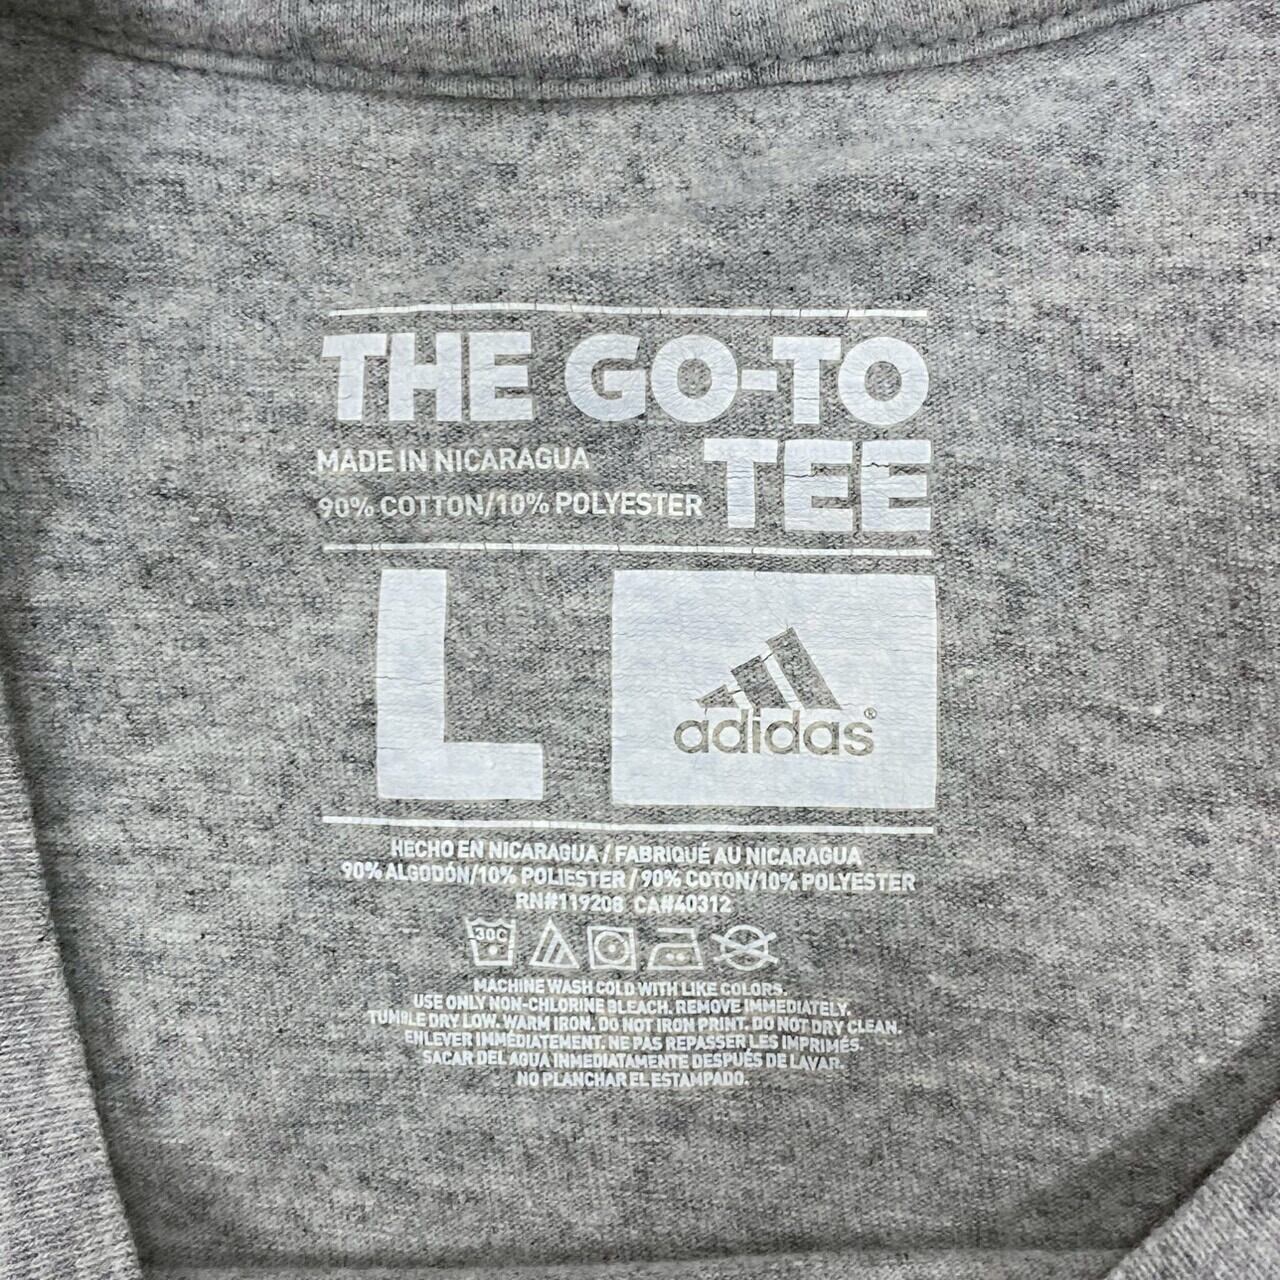 THE GO-TO
TEE
MADE IN NICARAGUA
90% COTTON/10% POLYESTER
L
adidas®
HECHO EN NICARAGUA / FABRIQUÉ AU NICARAGUA
90% ALGODÓN/10% POLIESTER / 90% COTON/10% POLYESTER
RN#119208 CA#40312
30C
MACHINE WASH COLD WITH LIKE COLORS.
USE ONLY NON-CHLORINE BLEACH. REMOVE IMMEDIATELY.
TUMBLE DRY LOW. WARM IRON. DO NOT IRON PRINT. DO NOT DRY CLEAN.
ENLEVER IMMÉDIATEMENT. NE PAS REPASSER LES IMPRIMÉS.
SACAR DEL AGUA INMEDIATAMENTE DESPUÉS DE LAVAR.
NO PLANCHAR EL ESTAMPADO.